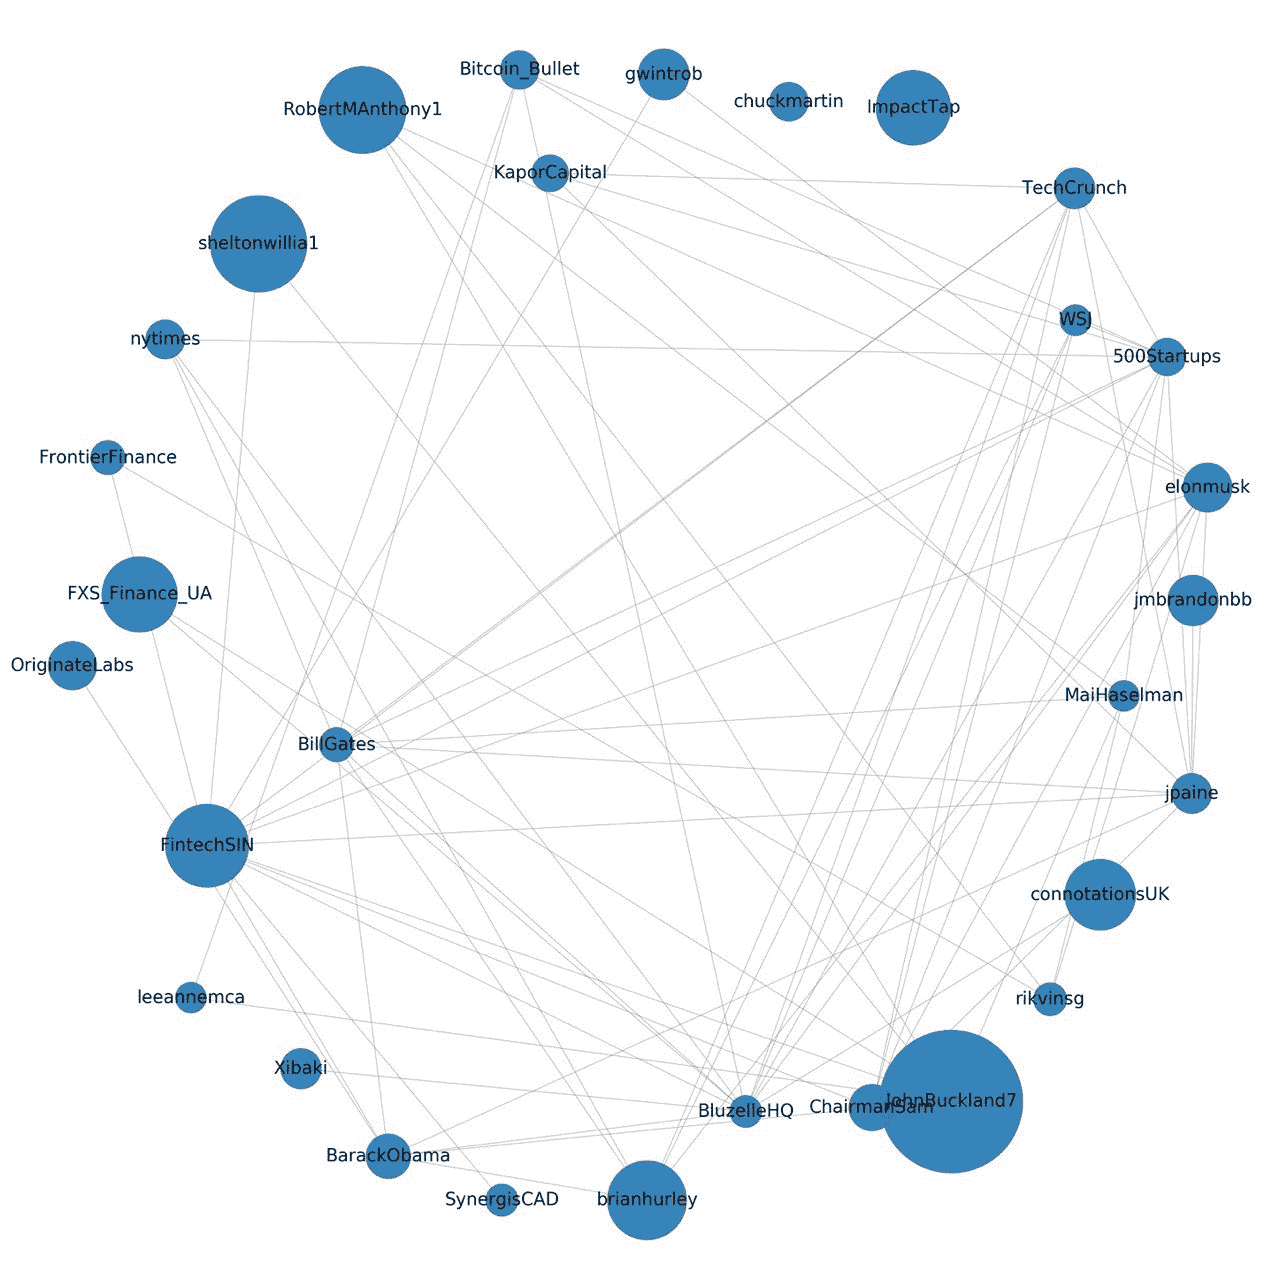 Bitcoin_Bullet
gwintrob
chuckmartin
ImpactTap
RobertMAnthony1
KaporCapital
TechCrunch
sheltonwillia1
WSJ
nytimes
500Startups
FrontierFinance
elonmusk
FXS_Finance_UA
jmbrandonbb
OriginateLabs
MaiHaselman
BillGates
jpaine
FintechSIN
connotationsUK
leeannemca
rikvinsg
Xibaki
BluzelleHQ
ChairmanSam
JohnBuckland7
BarackObama
SynergisCAD
brianhurley